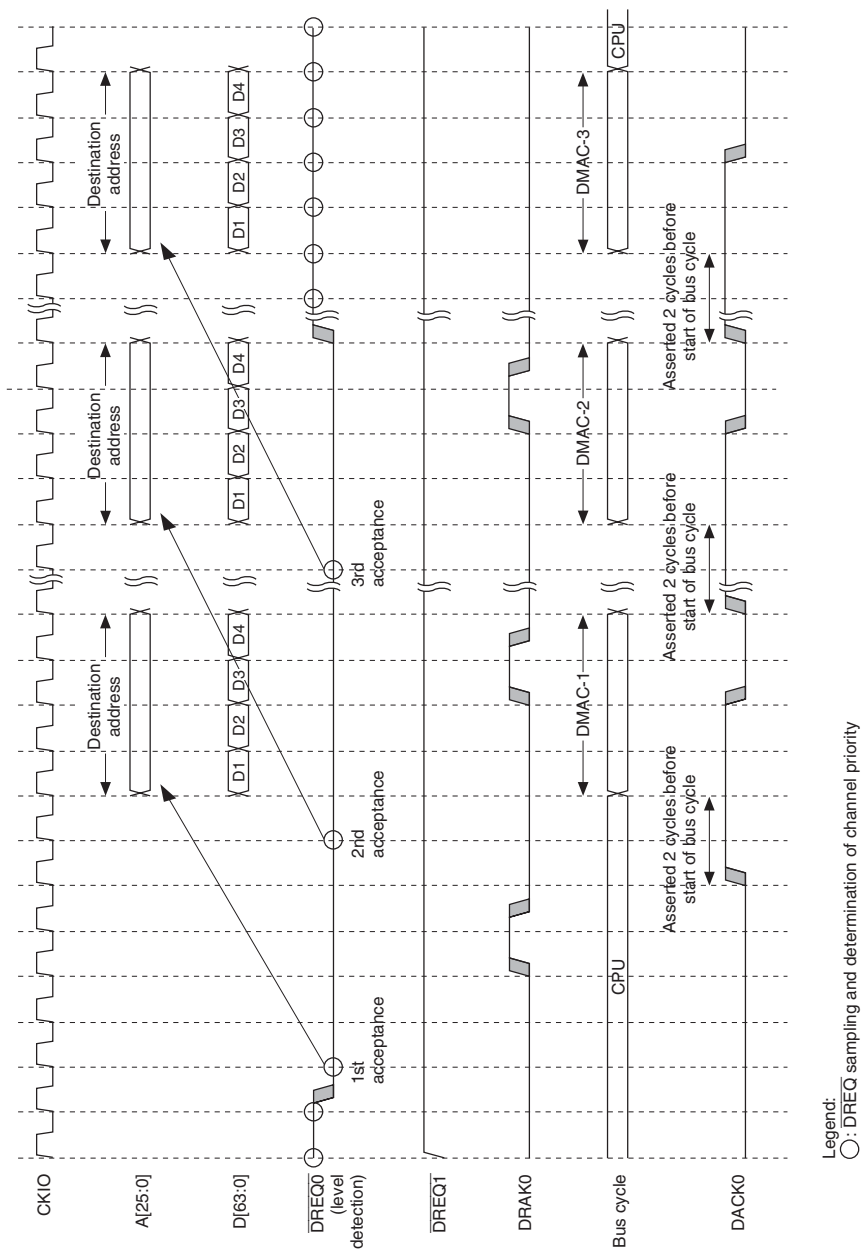 CKIO
A[25:0]
Destination
address
Destination
address
Destination
address
D[63:0]
D1 D2 D3 D4
D1 D2 D3 D4
D1 D2 D3 D4
DREQ0
(level
detection)
1st
acceptance
2nd
acceptance
3rd
acceptance
DREQ1
DRAK0
Bus cycle
CPU
DMAC-1
DMAC-2
DMAC-3
CPU
Asserted 2 cycles before
start of bus cycle
Asserted 2 cycles before
start of bus cycle
Asserted 2 cycles before
start of bus cycle
DACK0
Legend:
: DREQ sampling and determination of channel priority